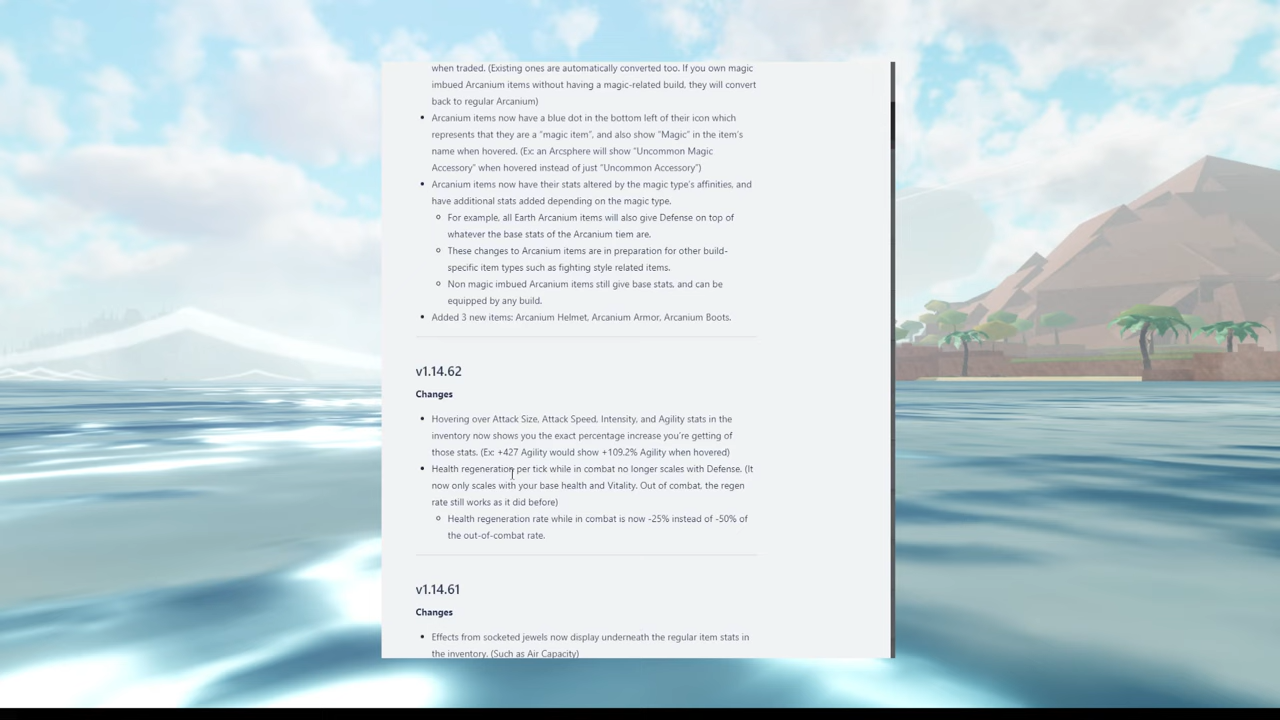 when traded. (Existing ones are automatically converted too. If you own magic
imbued Arcanium items without having a magic-related build, they will convert
back to regular Arcanium)
Arcanium items now have a blue dot in the bottom left of their icon which
represents that they are a "magic item", and also show "Magic" in the item's
name when hovered. (Ex: an Arcsphere will show "Uncommon Magic
Accessory" when hovered instead of just "Uncommon Accessory")
Arcanium items now have their stats altered by the magic type's affinities, and
have additional stats added depending on the magic type.
For example, all Earth Arcanium items will also give Defense on top of
whatever the base stats of the Arcanium tiem are.
These changes to Arcanium items are in preparation for other build-
specific item types such as fighting style related items.
Non magic imbued Arcanium items still give base stats, and can be
equipped by any build.
Added 3 new items: Arcanium Helmet, Arcanium Armor, Arcanium Boots.
v1.14.62
Changes
Hovering over Attack Size, Attack Speed, Intensity, and Agility stats in the
inventory now shows you the exact percentage increase you're getting of
those stats. (Ex: +427 Agility would show +109.2% Agility when hovered)
Health regeneration per tick while in combat no longer scales with Defense. (It
now only scales with your base health and Vitality. Out of combat, the regen
rate still works as it did before)
Health regeneration rate while in combat is now -25% instead of -50% of
the out-of-combat rate.
v1.14.61
Changes
Effects from socketed jewels now display underneath the regular item stats in
the inventory. (Such as Air Capacity)